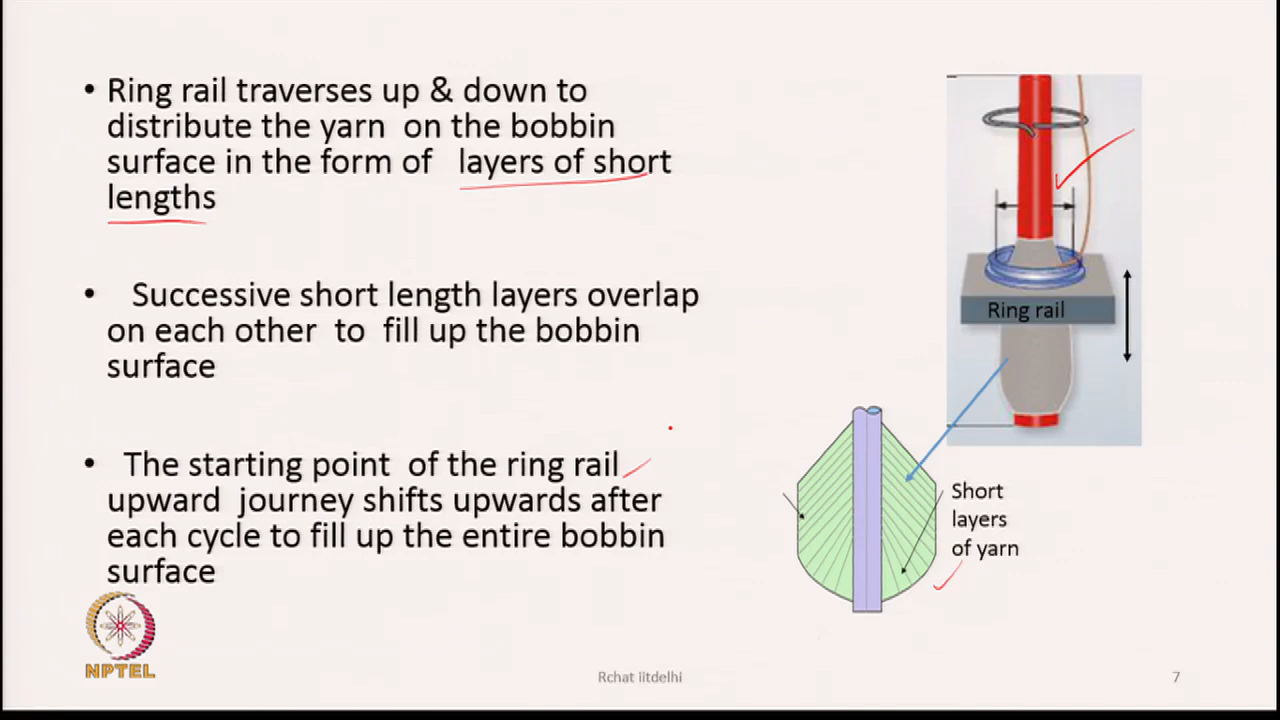 • Ring rail traverses up & down to
distribute the yarn on the bobbin
surface in the form of layers of short
lengths
• Successive short length layers overlap
on each other to fill up the bobbin
surface
• The starting point of the ring rail
upward journey shifts upwards after
each cycle to fill up the entire bobbin
surface
Ring rail
Short
layers
of yarn
NPTEL
Rchat iitdelhi
7